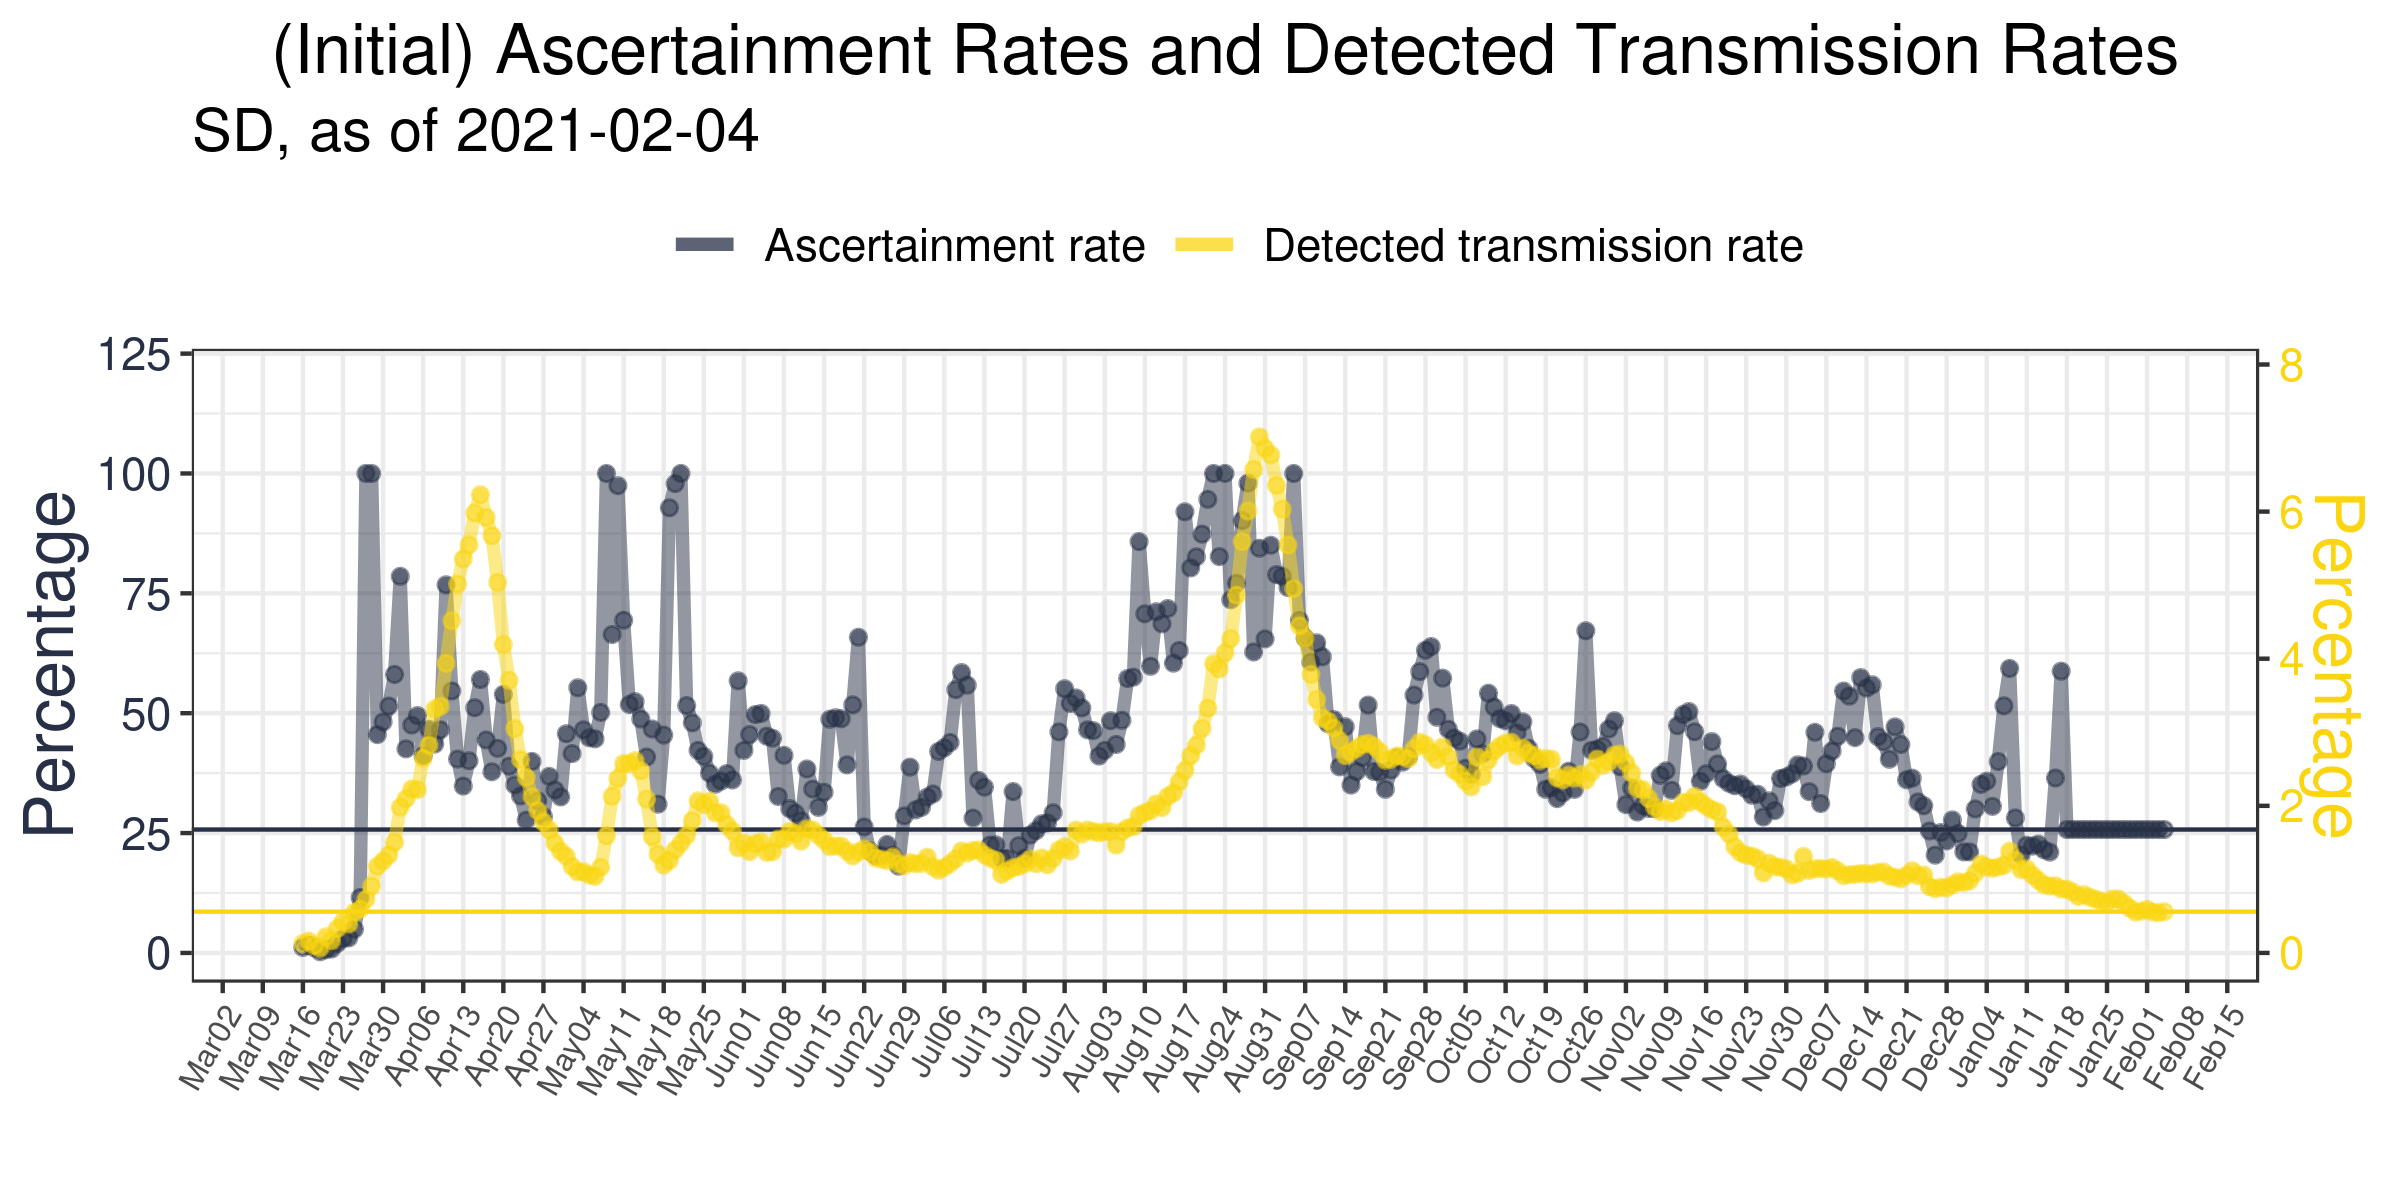 (Initial) Ascertainment Rates and Detected Transmission Rates
SD, as of 2021-02-04
Ascertainment rate
Detected transmission rate
125
100
75
50
25
0
Percentage
8
6
4
2
0
Percentage
Mar02
Mar09
Mar16
Mar23
Mar30
Apr06
Apr13
Apr20
Apr27
May04
May11
May18
May25
Jun01
Jun08
Jun15
Jun22
Jun29
Jul06
Jul13
Jul20
Jul27
Aug03
Aug10
Aug17
Aug24
Aug31
Sep07
Sep14
Sep21
Sep28
Oct05
Oct12
Oct19
Oct26
Nov02
Nov09
Nov16
Nov23
Nov30
Dec07
Dec14
Dec21
Dec28
Jan04
Jan11
Jan18
Jan25
Feb01
Feb08
Feb15